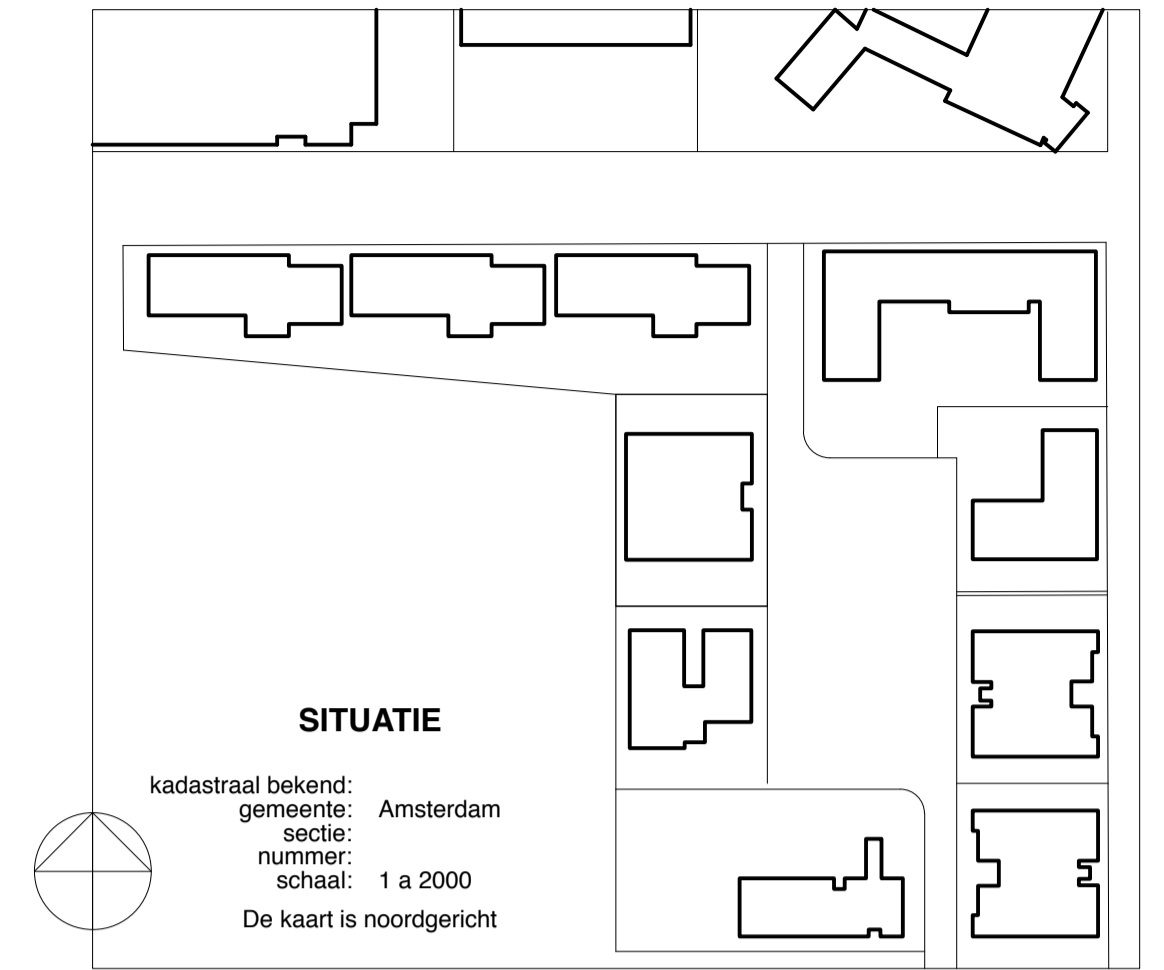 SITUATIE
kadastraal bekend:
gemeente: Amsterdam
sectie:
nummer:
schaal: 1 a 2000
De kaart is noordgericht